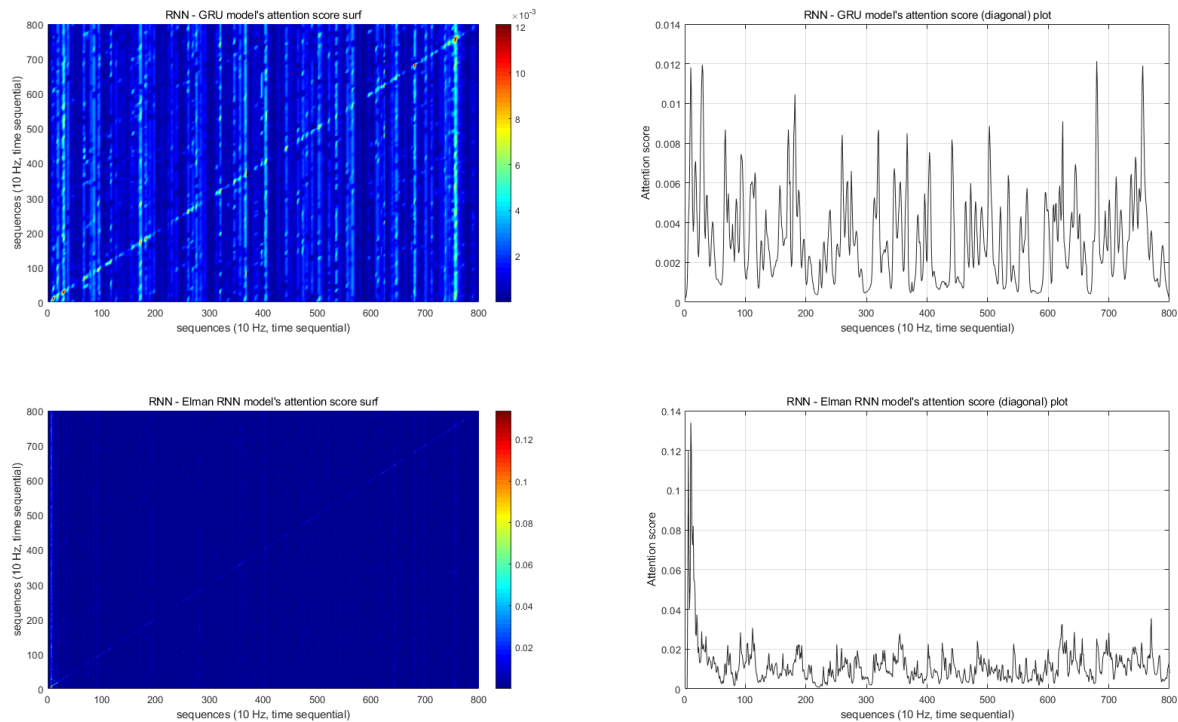 RNN - GRU model's attention score surf
×10⁻³
sequences (10 Hz, time sequential)
800
700
600
500
400
300
200
100
0
0 100 200 300 400 500 600 700 800
sequences (10 Hz, time sequential)
12
10
8
6
4
2
RNN - GRU model's attention score (diagonal) plot
Attention score
0.014
0.012
0.01
0.008
0.006
0.004
0.002
0
0 100 200 300 400 500 600 700 800
sequences (10 Hz, time sequential)
RNN - Elman RNN model's attention score surf
sequences (10 Hz, time sequential)
800
700
600
500
400
300
200
100
0
0 100 200 300 400 500 600 700 800
sequences (10 Hz, time sequential)
0.12
0.1
0.08
0.06
0.04
0.02
RNN - Elman RNN model's attention score (diagonal) plot
Attention score
0.14
0.12
0.1
0.08
0.06
0.04
0.02
0
0 100 200 300 400 500 600 700 800
sequences (10 Hz, time sequential)